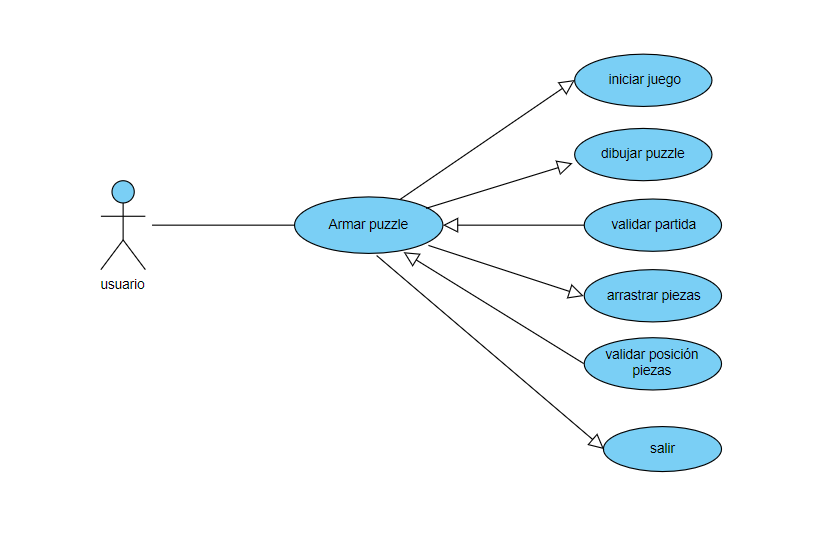 iniciar juego
dibujar puzzle
Armar puzzle
validar partida
usuario
arrastrar piezas
validar posición
piezas
salir